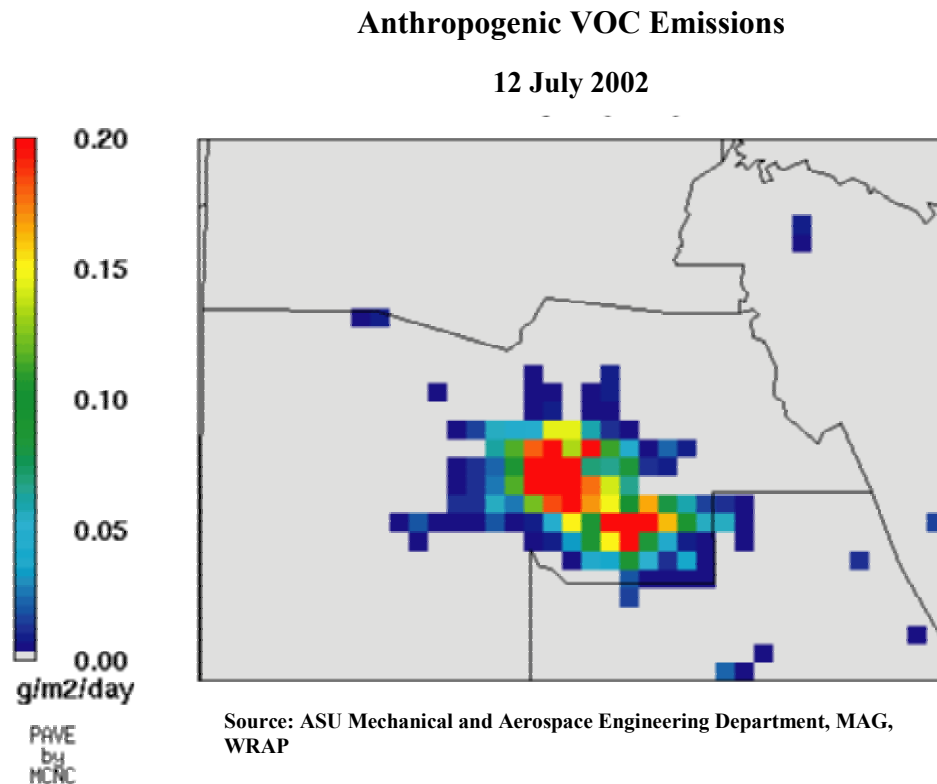 Anthropogenic VOC Emissions
12 July 2002
0.20
0.15
0.10
0.05
0.00
g/m2/day
PAVE
by
MCNC
Source: ASU Mechanical and Aerospace Engineering Department, MAG,
WRAP